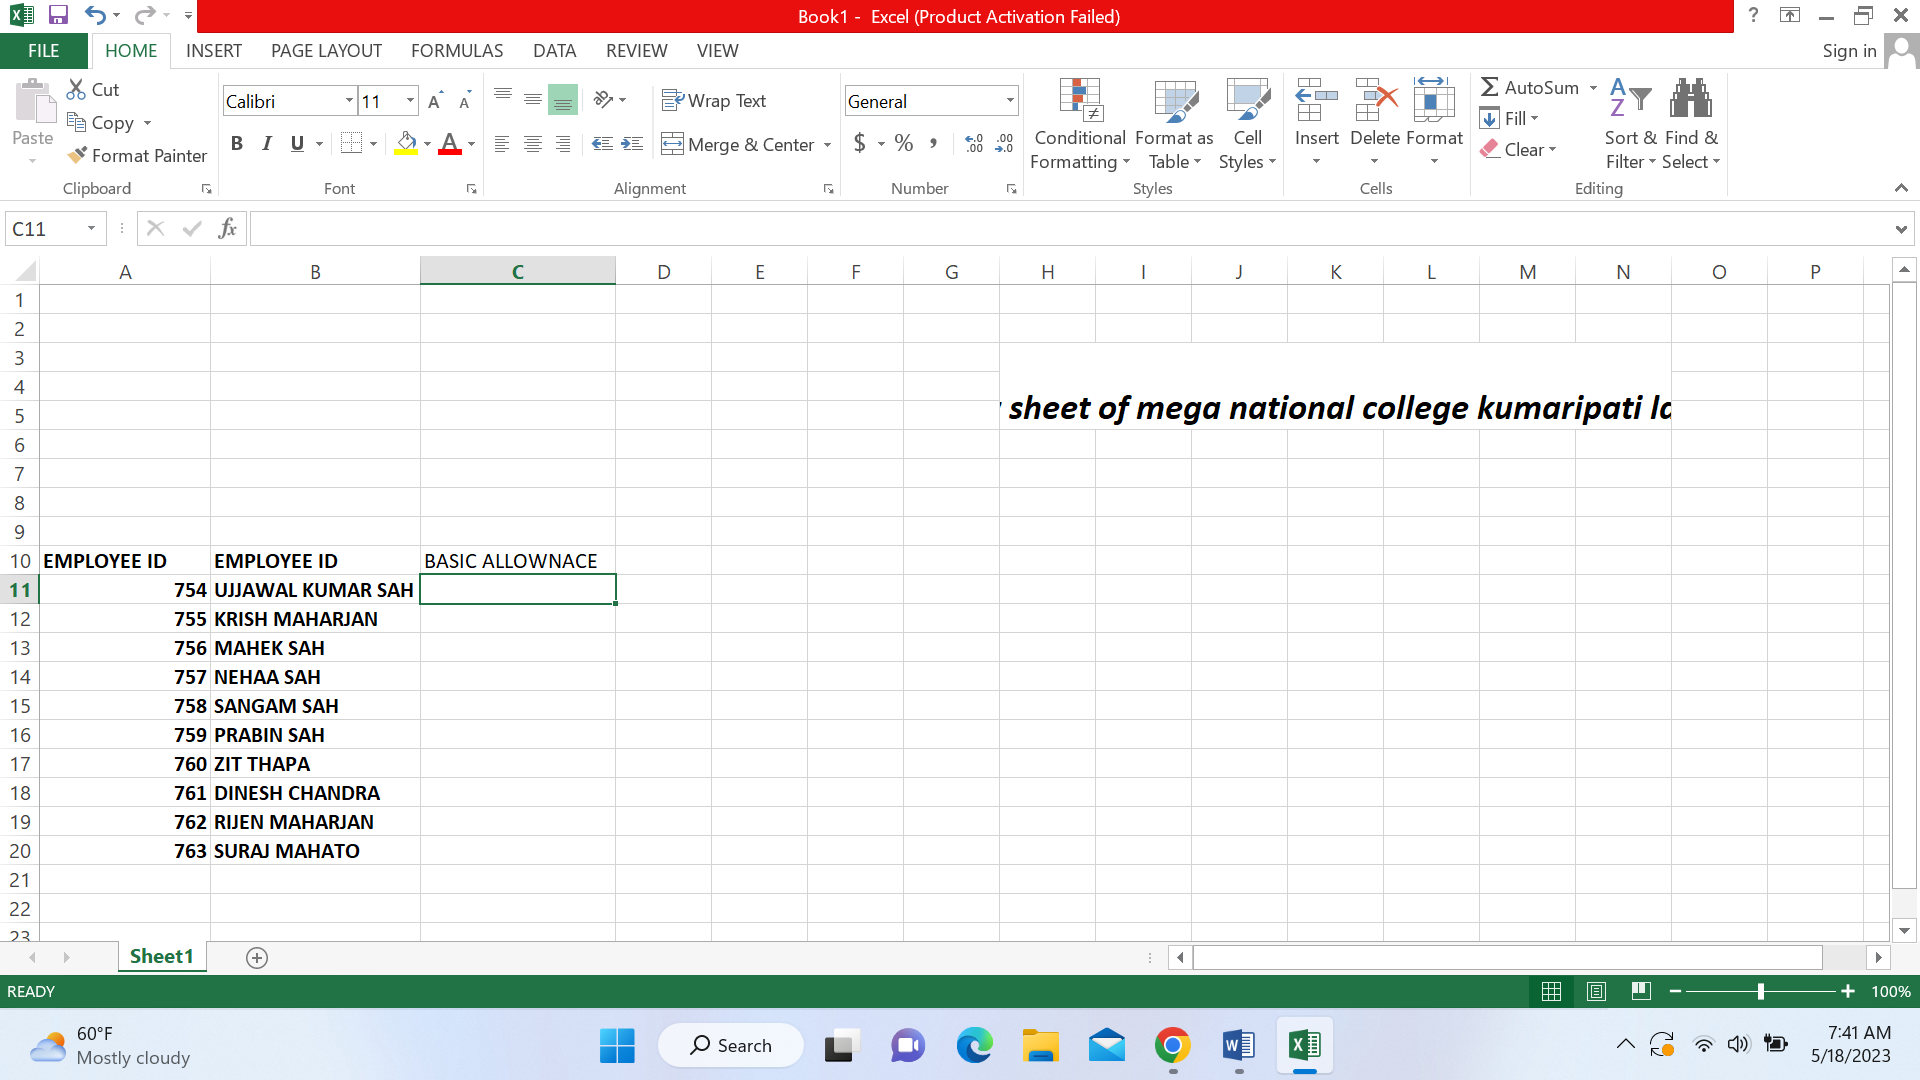 Book1 - Excel (Product Activation Failed)
?
FILE HOME INSERT PAGE LAYOUT FORMULAS DATA REVIEW VIEW Sign in
Paste
Cut
Copy
Format Painter
Clipboard
Calibri 11 A A
B I U A
Font
Wrap Text
Merge & Center
Alignment
General
$ % , .0 .00 .00 .0
Number
Conditional Formatting
Format as Table
Cell Styles
Styles
Insert Delete Format
Cells
AutoSum
Fill
Clear
Sort & Filter
Find & Select
Editing
C11 fx
A B C D E F G H I J K L M N O P
1
2
3
4
5 sheet of mega national college kumaripati
6
7
8
9
10 EMPLOYEE ID EMPLOYEE ID BASIC ALLOWNACE
11 754 UJJAWAL KUMAR SAH
12 755 KRISH MAHARJAN
13 756 MAHEK SAH
14 757 NEHAA SAH
15 758 SANGAM SAH
16 759 PRABIN SAH
17 760 ZIT THAPA
18 761 DINESH CHANDRA
19 762 RIJEN MAHARJAN
20 763 SURAJ MAHATO
21
22
23
Sheet1
READY 100%
60°F
Mostly cloudy
Search
7:41 AM
5/18/2023